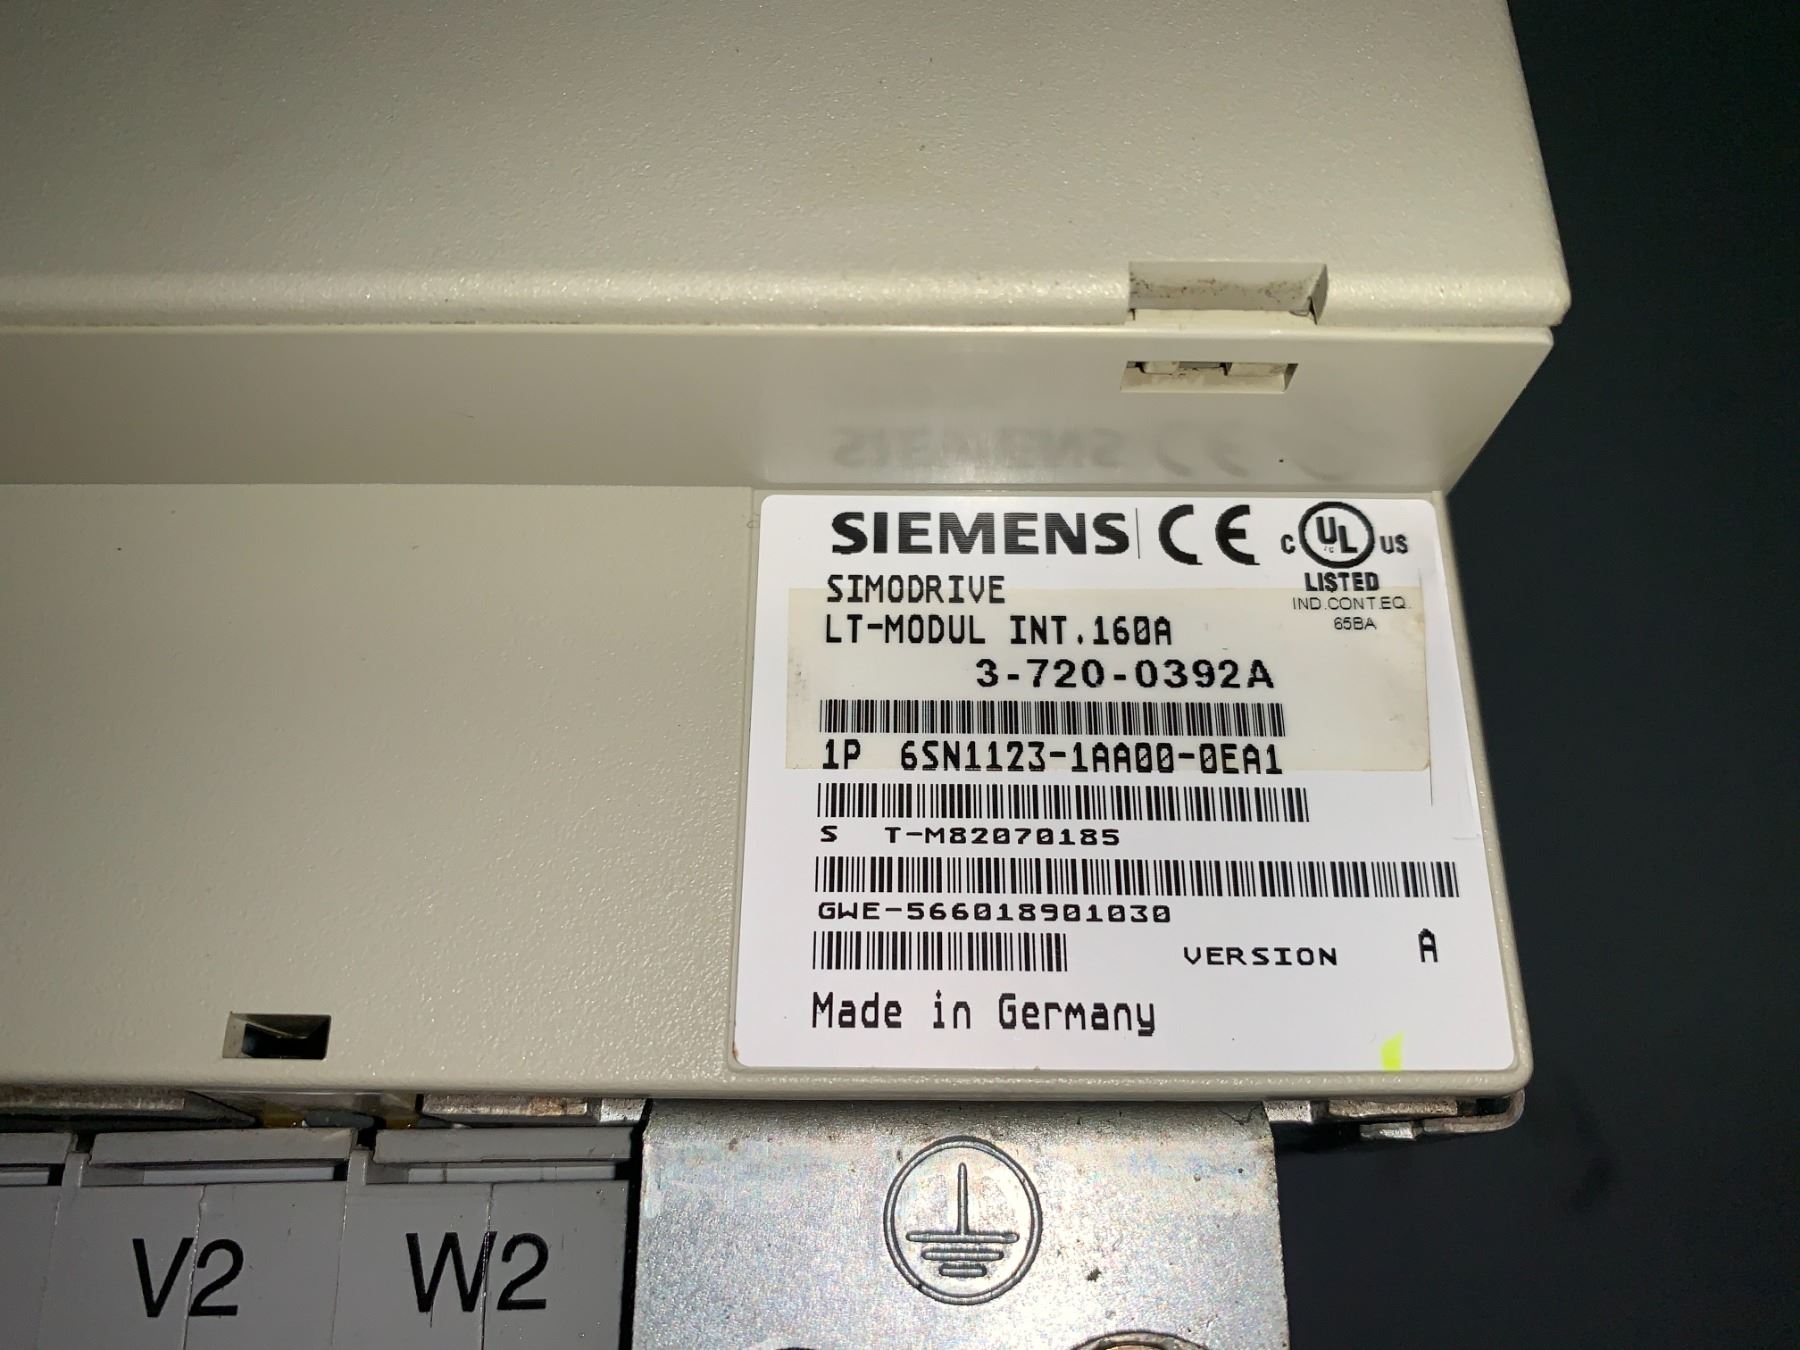 SIEMENS CE C UL US
LISTED
SIMODRIVE
IND.CONT.EQ.
LT-MODUL INT.160A
65BA
3-720-0392A
1P 6SN1123-1AA00-0EA1
S T-M82070185
GWE-566018901030
VERSION A
Made in Germany
V2 W2